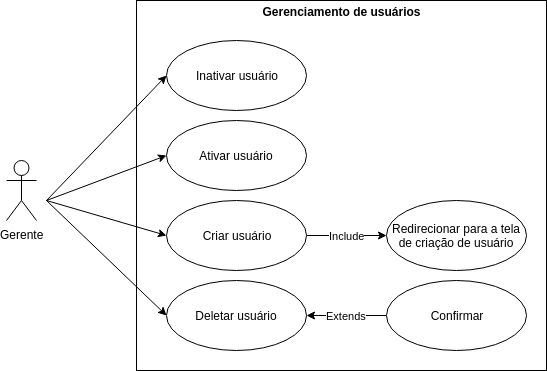 Gerenciamento de usuários
Inativar usuário
Ativar usuário
Gerente
Criar usuário
Include
Redirecionar para a tela
de criação de usuário
Deletar usuário
Extends
Confirmar